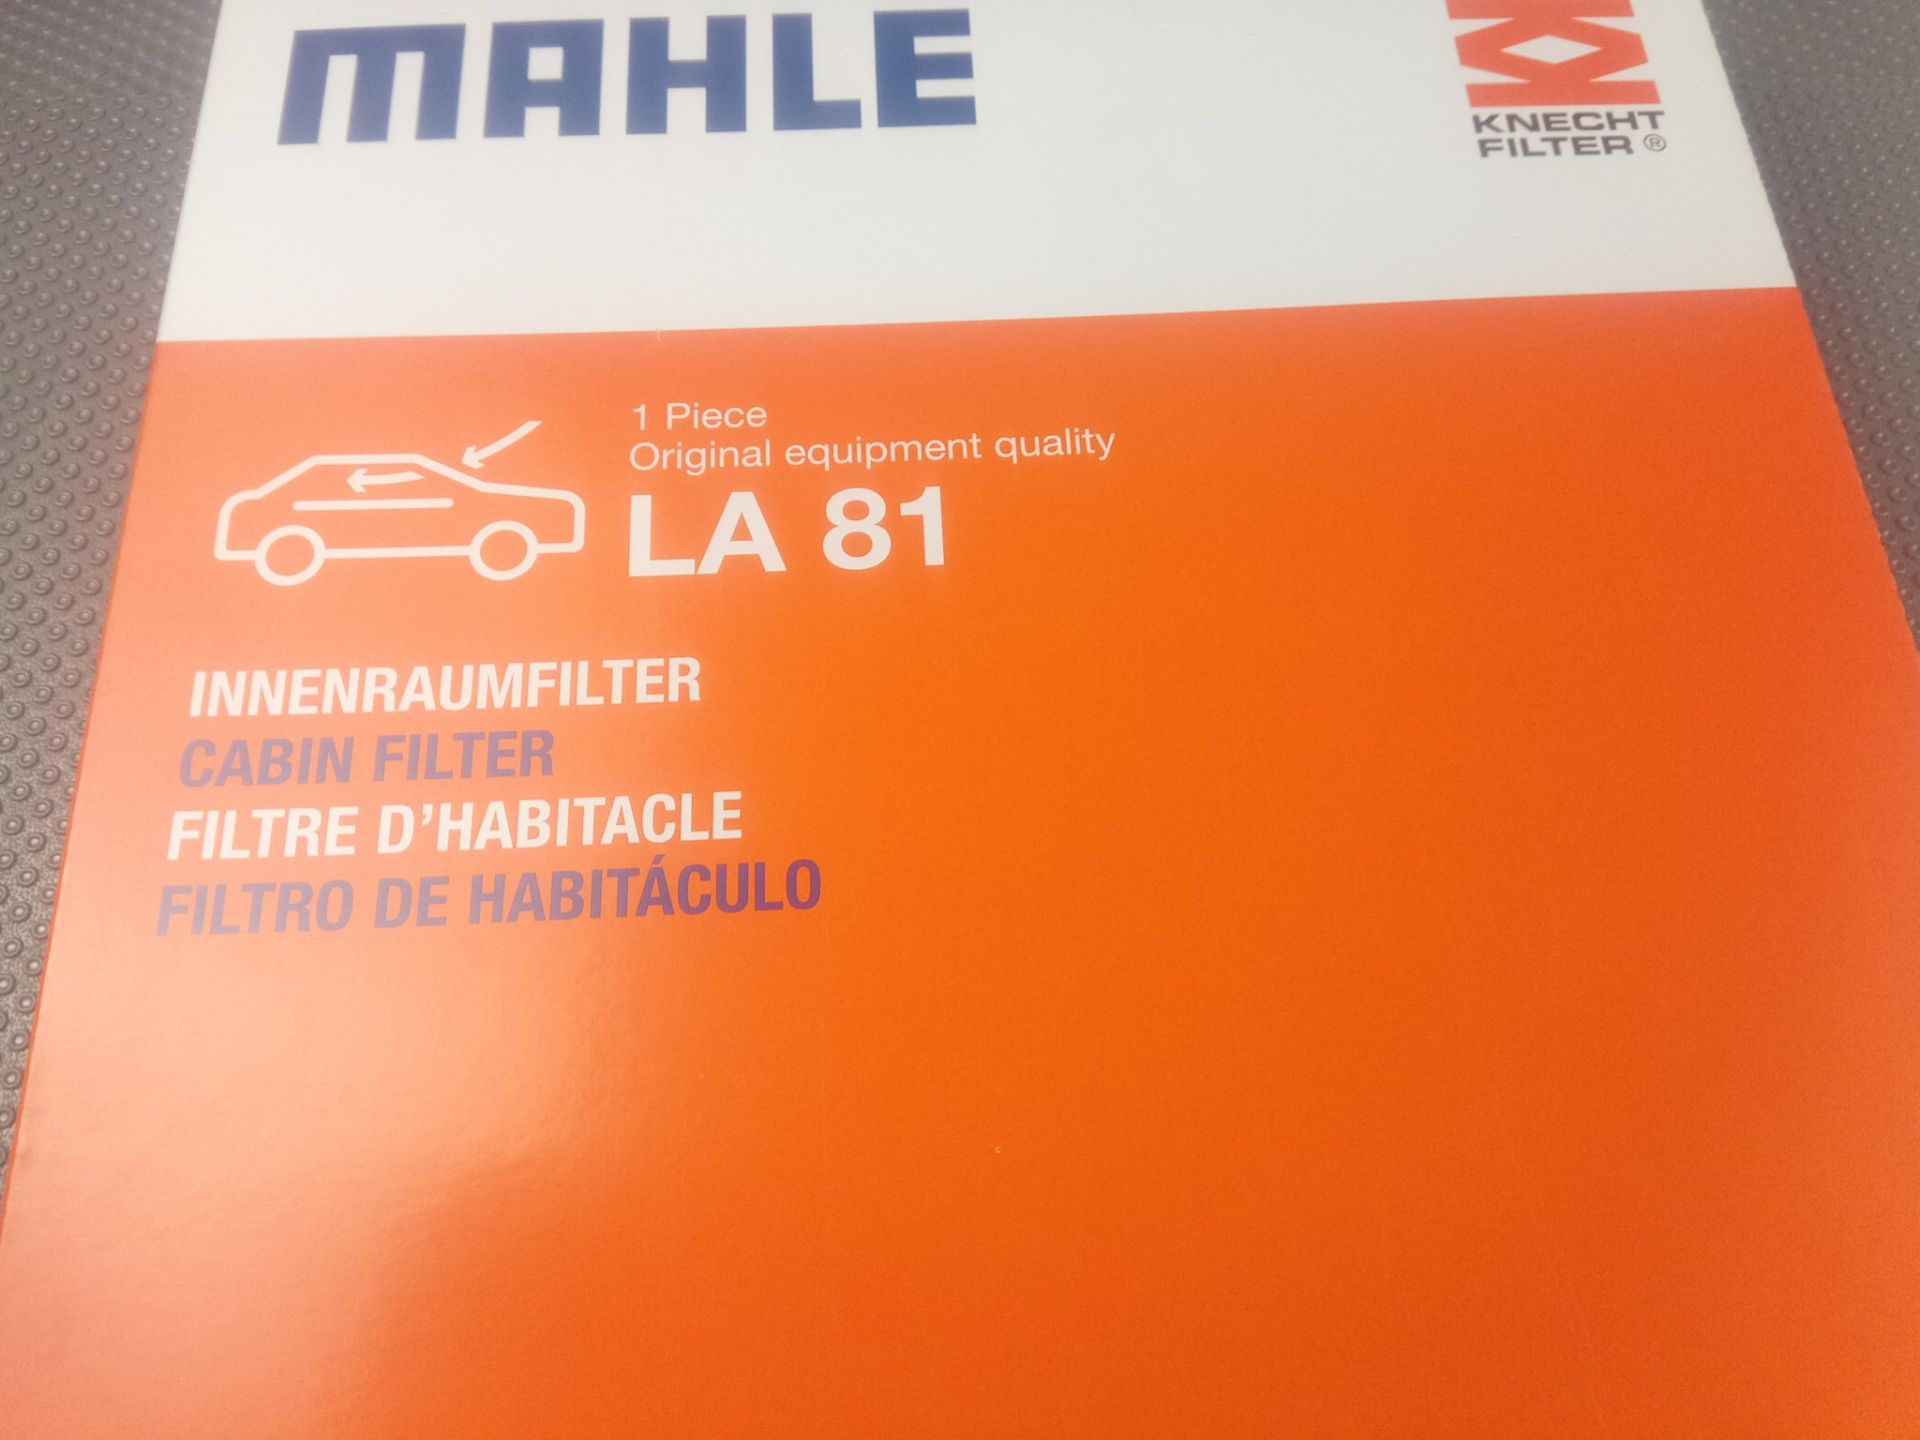 MAHLE
KNECHT
FILTER ®
1 Piece
Original equipment quality
LA 81
INNENRAUMFILTER
CABIN FILTER
FILTRE D'HABITACLE
FILTRO DE HABITÁCULO